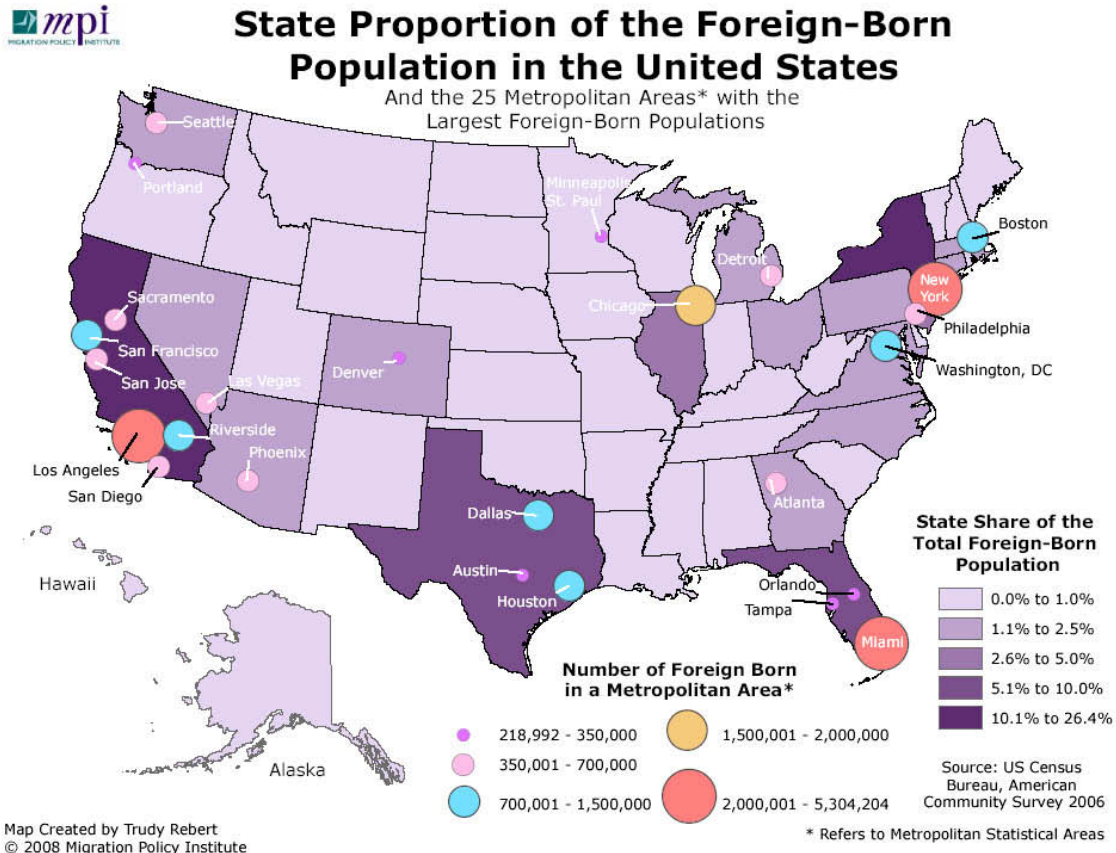 mpi
MIGRATION POLICY INSTITUTE
State Proportion of the Foreign-Born
Population in the United States
And the 25 Metropolitan Areas* with the
Largest Foreign-Born Populations
Seattle
Portland
Minneapolis
St. Paul
Boston
Detroit
New
York
Chicago
Sacramento
Philadelphia
San Francisco
Washington, DC
San Jose
Las Vegas
Denver
Riverside
Phoenix
Los Angeles
San Diego
Atlanta
Dallas
Austin
Houston
Orlando
Tampa
Miami
Hawaii
Alaska
State Share of the
Total Foreign-Born
Population
0.0% to 1.0%
1.1% to 2.5%
2.6% to 5.0%
5.1% to 10.0%
10.1% to 26.4%
Number of Foreign Born
in a Metropolitan Area*
218,992 - 350,000
350,001 - 700,000
700,001 - 1,500,000
1,500,001 - 2,000,000
2,000,001 - 5,304,204
Source: US Census
Bureau, American
Community Survey 2006
Map Created by Trudy Rebert
© 2008 Migration Policy Institute
* Refers to Metropolitan Statistical Areas